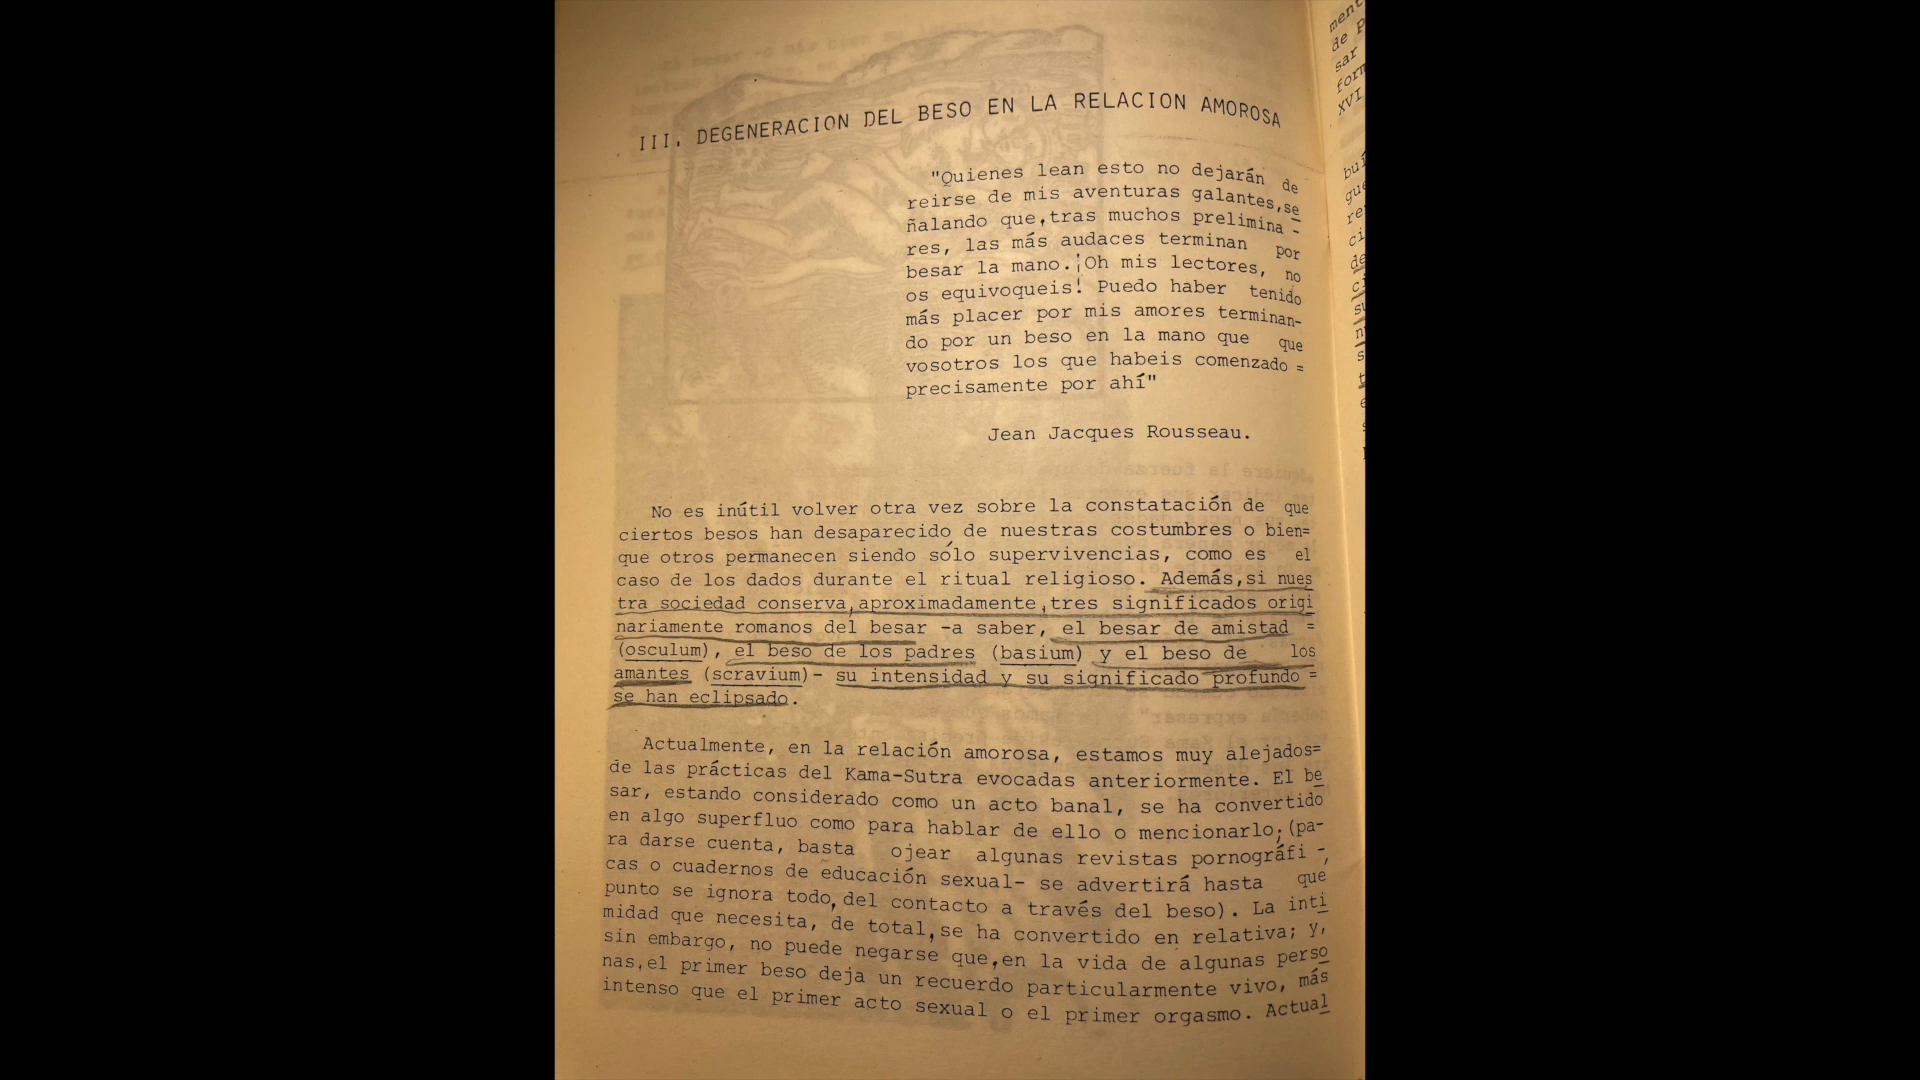 III. DEGENERACION DEL BESO EN LA RELACION AMOROSA
"Quienes lean esto no dejarán de
reirse de mis aventuras galantes,se
ñalando que,tras muchos prelimina-
res, las más audaces terminan por
besar la mano.¡Oh mis lectores, no
os equivoqueis! Puedo haber tenido
más placer por mis amores terminan-
do por un beso en la mano que que
vosotros los que habeis comenzado =
precisamente por ahí"
Jean Jacques Rousseau.
No es inútil volver otra vez sobre la constatación de que
ciertos besos han desaparecido de nuestras costumbres o bien=
que otros permanecen siendo sólo supervivencias, como es el
caso de los dados durante el ritual religioso. Además,si nues
tra sociedad conserva,aproximadamente,tres significados origi
nariamente romanos del besar -a saber, el besar de amistad =
(osculum), el beso de los padres (basium) y el beso de los
amantes (scravium)- su intensidad y su significado profundo =
se han eclipsado.
Actualmente, en la relación amorosa, estamos muy alejados=
de las prácticas del Kama-Sutra evocadas anteriormente. El be
sar, estando considerado como un acto banal, se ha convertido
en algo superfluo como para hablar de ello o mencionarlo;(pa-
ra darse cuenta, basta ojear algunas revistas pornográfi-
cas o cuadernos de educación sexual- se advertirá hasta que
punto se ignora todo,del contacto a través del beso). La inti
midad que necesita, de total,se ha convertido en relativa; y,
sin embargo, no puede negarse que,en la vida de algunas perso
nas,el primer beso deja un recuerdo particularmente vivo, más
intenso que el primer acto sexual o el primer orgasmo. Actual
ment
de P
sar
form
XVI
buí
gue
re
ci
de
ci
su